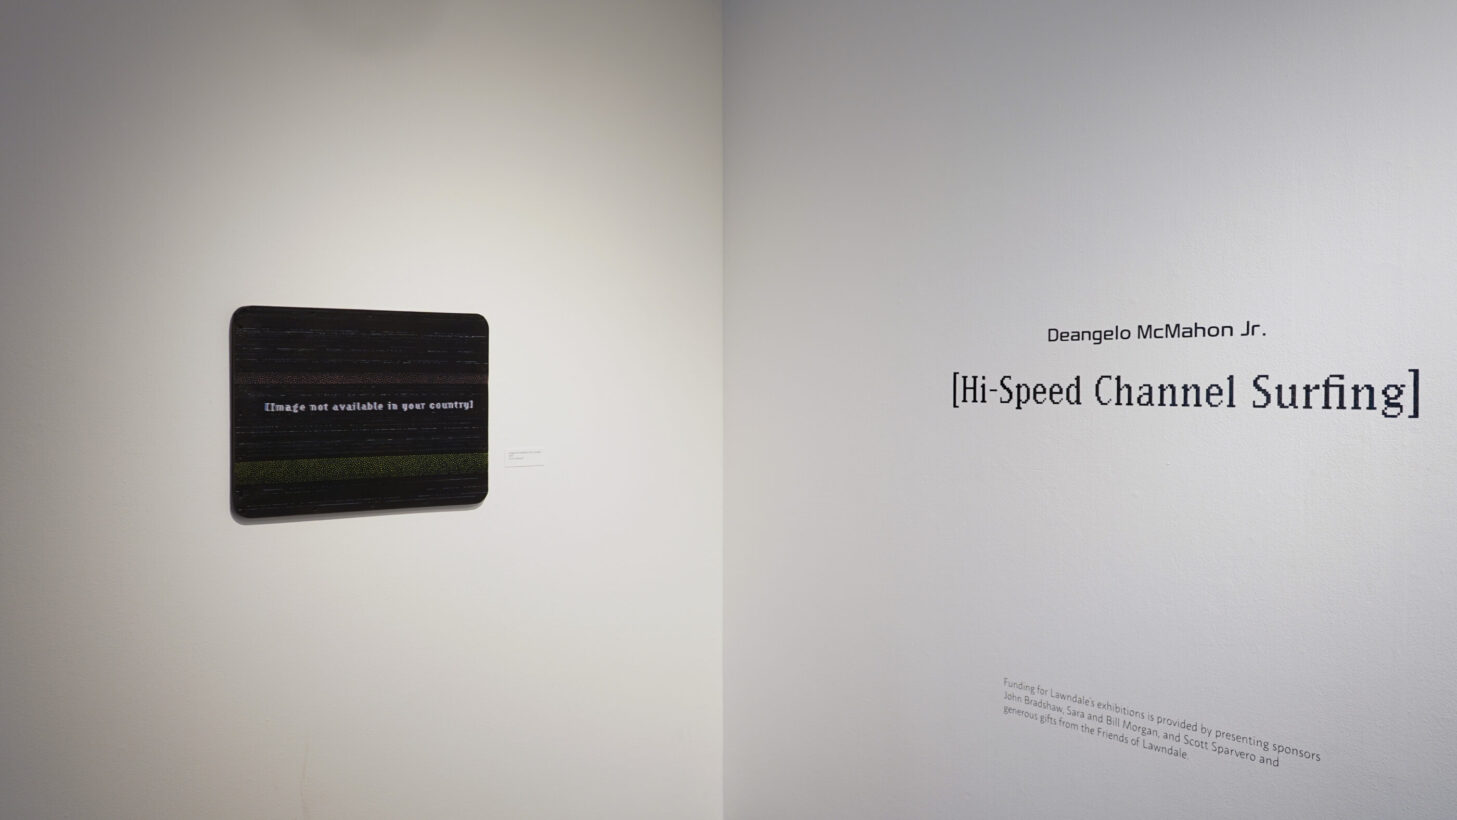 [Image not available in your country]
Deangelo McMahon Jr.
[Hi-Speed Channel Surfing]
Funding for Lawndale's exhibitions is provided by presenting sponsors
John Bradshaw, Sara and Bill Morgan, and Scott Sparvero and
generous gifts from the Friends of Lawndale.